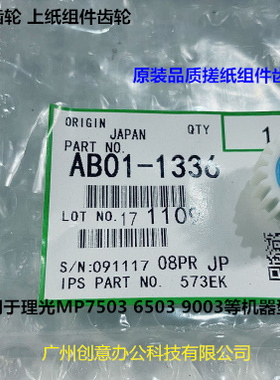 齿轮 上纸组件齿轮
原装品质搓纸组件齿轮
ORIGIN
JAPAN
QTY
1
PART NO.
AB01-1336
LOT NO. 17 1109
S/N:091117 08PR JP
IPS PART NO. 573EK
用于理光MP7503 6503 9003等机器型
广州创意办公科技有限公司